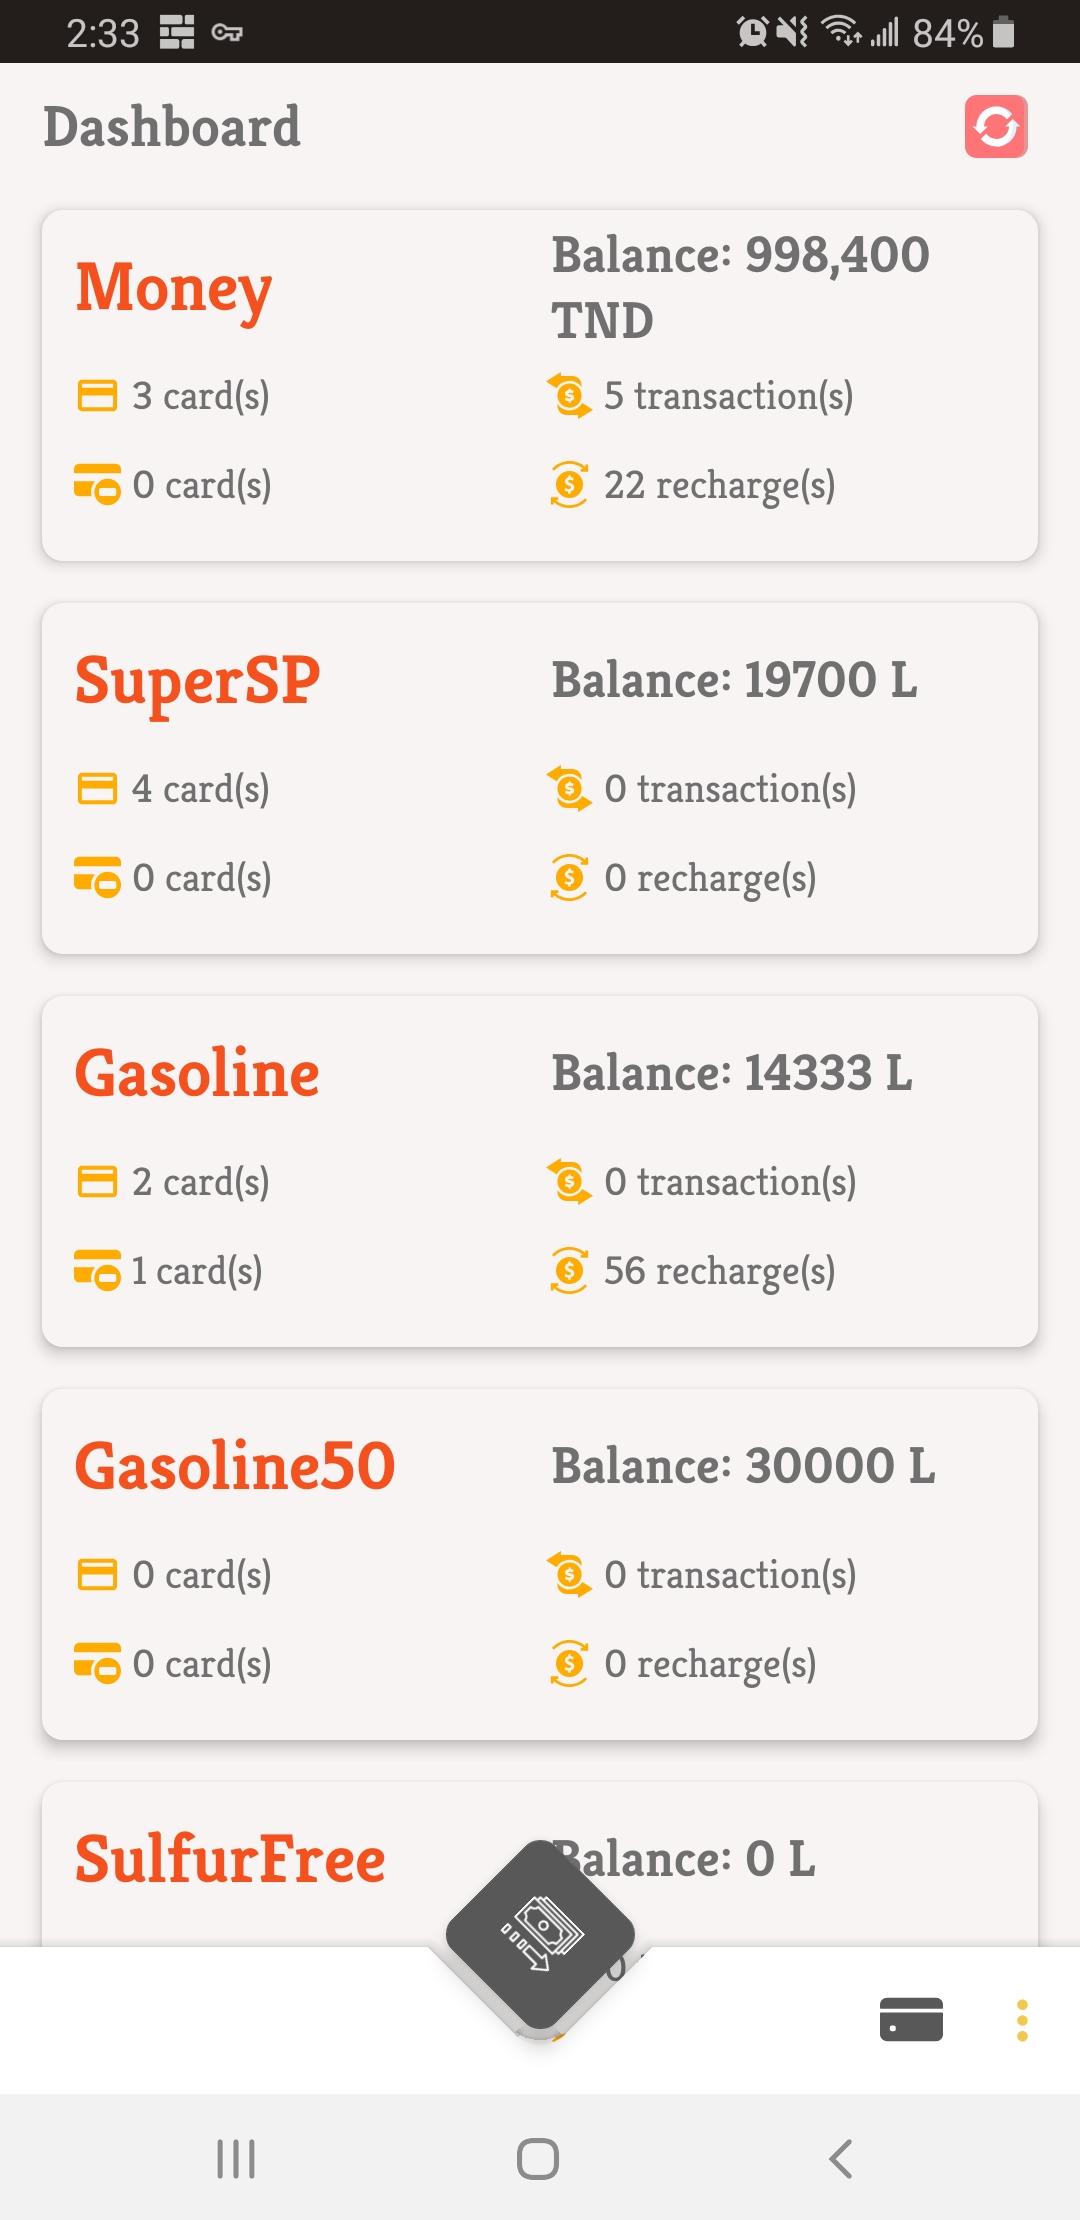 2:33 84%
Dashboard
Money
Balance: 998,400
TND
3 card(s)
5 transaction(s)
0 card(s)
22 recharge(s)
SuperSP
Balance: 19700 L
4 card(s)
0 transaction(s)
0 card(s)
0 recharge(s)
Gasoline
Balance: 14333 L
2 card(s)
0 transaction(s)
1 card(s)
56 recharge(s)
Gasoline50
Balance: 30000 L
0 card(s)
0 transaction(s)
0 card(s)
0 recharge(s)
SulfurFree
Balance: 0 L
0